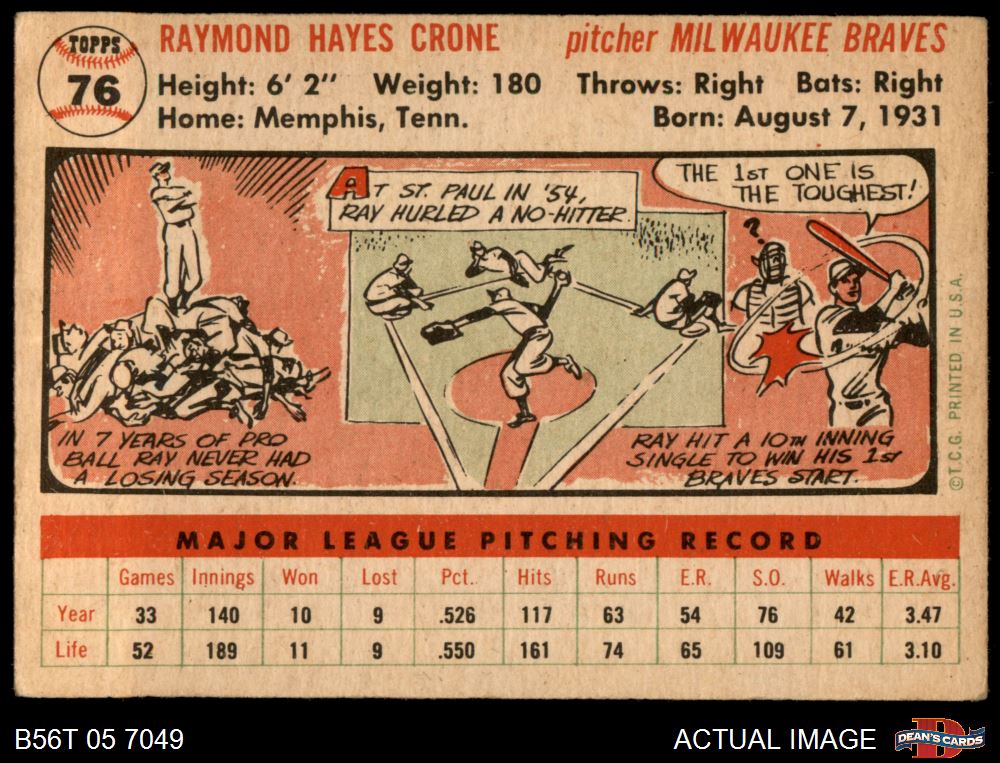 TOPPS
76
RAYMOND HAYES CRONE pitcher MILWAUKEE BRAVES
Height: 6' 2" Weight: 180 Throws: Right Bats: Right
Home: Memphis, Tenn. Born: August 7, 1931
IN 7 YEARS OF PRO
BALL RAY NEVER HAD
A LOSING SEASON.
AT ST. PAUL IN '54,
RAY HURLED A NO-HITTER.
THE 1ST ONE IS
THE TOUGHEST!
?
RAY HIT A 10TH INNING
SINGLE TO WIN HIS 1ST
BRAVES START.
©T.C.G. PRINTED IN U.S.A.
MAJOR LEAGUE PITCHING RECORD
Games Innings Won Lost Pct. Hits Runs E.R. S.O. Walks E.R.Avg.
Year 33 140 10 9 .526 117 63 54 76 42 3.47
Life 52 189 11 9 .550 161 74 65 109 61 3.10
B56T 05 7049 ACTUAL IMAGE D DEAN'S CARDS